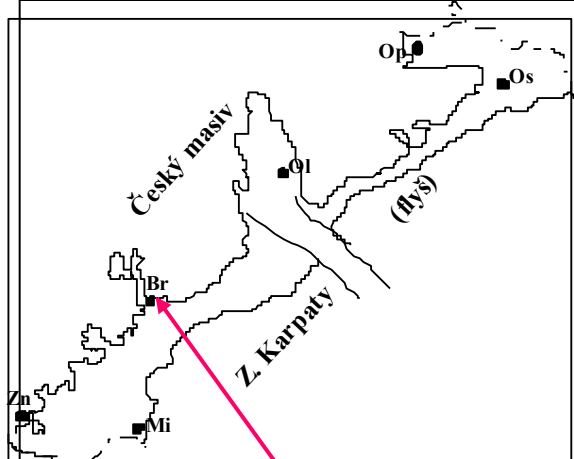 Op
Os
Český masiv
Ol
(flyš)
Br
Z. Karpaty
Zn
Mi